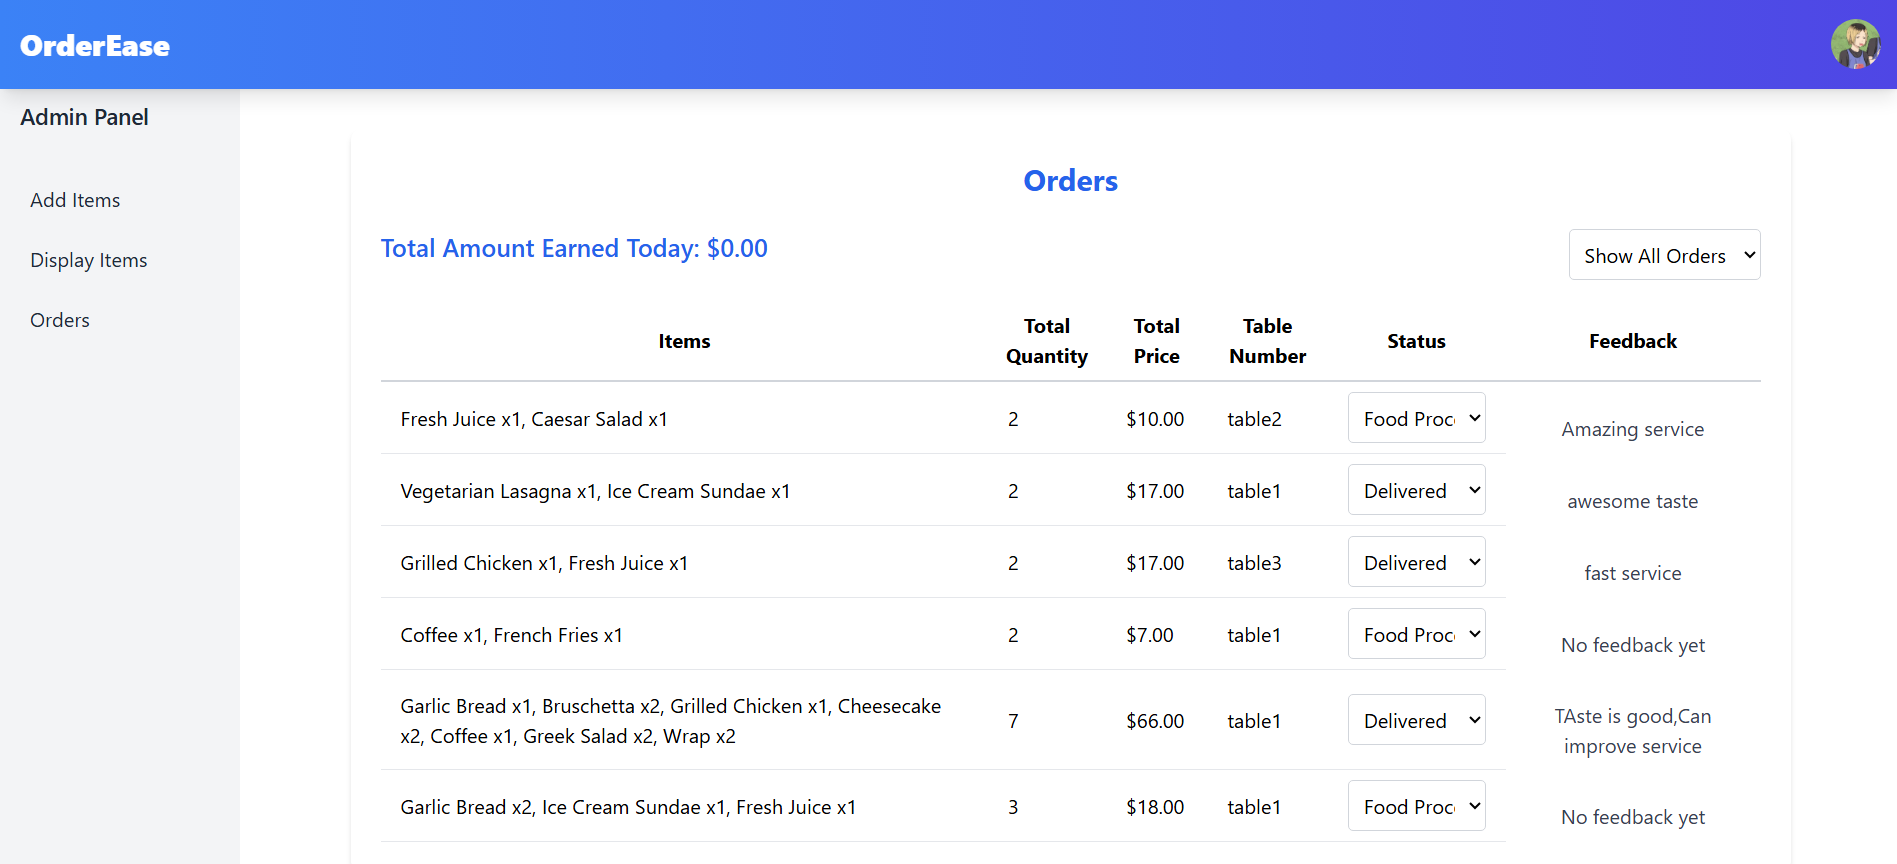 OrderEase
Admin Panel
Add Items
Display Items
Orders
Orders
Total Amount Earned Today: $0.00
Show All Orders
Items
Total Quantity
Total Price
Table Number
Status
Feedback
Fresh Juice x1, Caesar Salad x1 2 $10.00 table2 Food Proc Amazing service
Vegetarian Lasagna x1, Ice Cream Sundae x1 2 $17.00 table1 Delivered awesome taste
Grilled Chicken x1, Fresh Juice x1 2 $17.00 table3 Delivered fast service
Coffee x1, French Fries x1 2 $7.00 table1 Food Proc No feedback yet
Garlic Bread x1, Bruschetta x2, Grilled Chicken x1, Cheesecake
x2, Coffee x1, Greek Salad x2, Wrap x2
7 $66.00 table1 Delivered
TAste is good,Can
improve service
Garlic Bread x2, Ice Cream Sundae x1, Fresh Juice x1 3 $18.00 table1 Food Proc No feedback yet